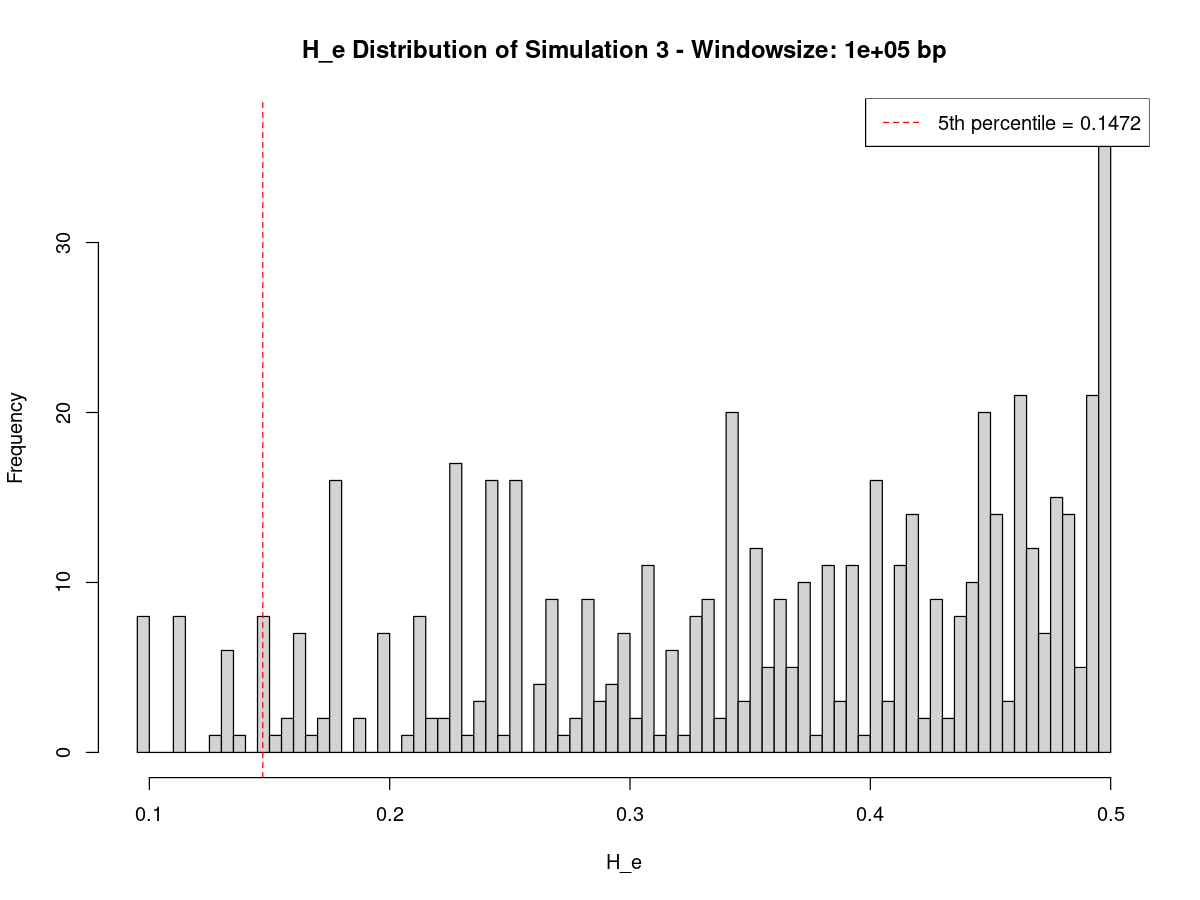 H_e Distribution of Simulation 3 - Windowsize: 1e+05 bp
5th percentile = 0.1472
Frequency
30
20
10
0
0.1 0.2 0.3 0.4 0.5
H_e